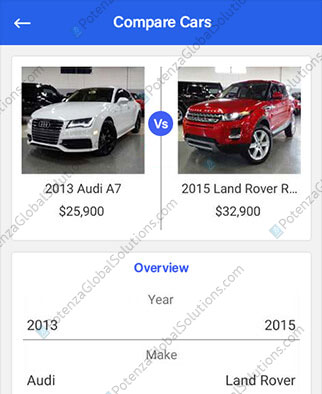 ← Compare Cars
Vs
2013 Audi A7
2015 Land Rover R...
$25,900
$32,900
Overview
Year
2013 2015
Make
Audi Land Rover
PotenzaGlobalSolutions.com